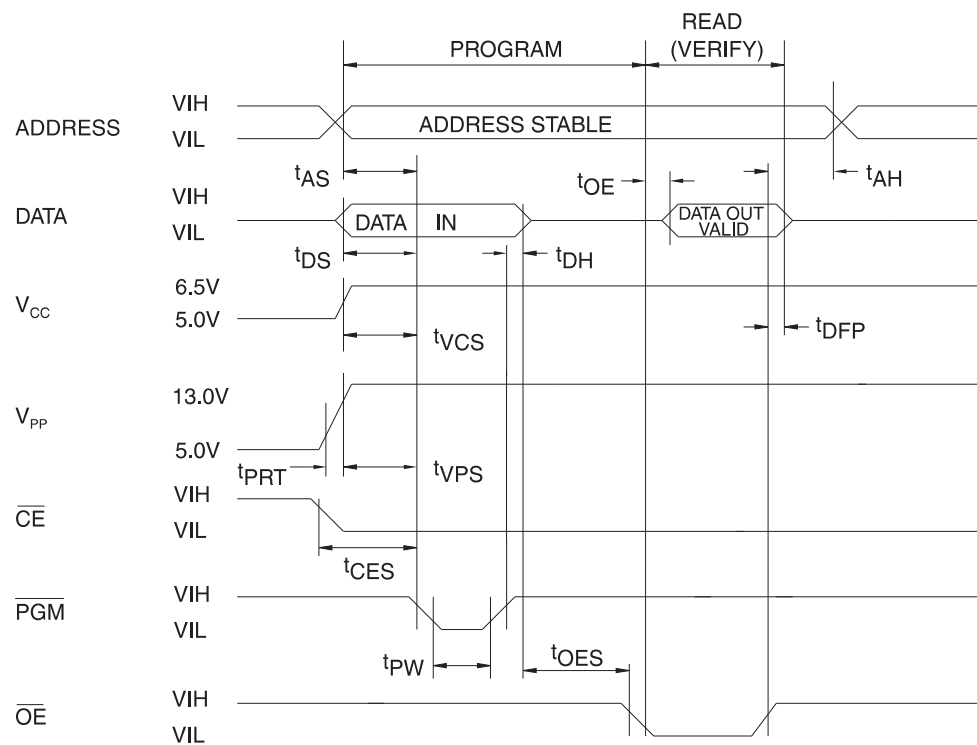 READ
(VERIFY)
PROGRAM
ADDRESS
VIH
VIL
ADDRESS STABLE
tAS
tOE
tAH
DATA
VIH
VIL
DATA IN
DATA OUT
VALID
tDS
tDH
VCC
6.5V
5.0V
tVCS
tDFP
VPP
13.0V
5.0V
tPRT
tVPS
CE
VIH
VIL
tCES
PGM
VIH
VIL
tPW
tOES
OE
VIH
VIL